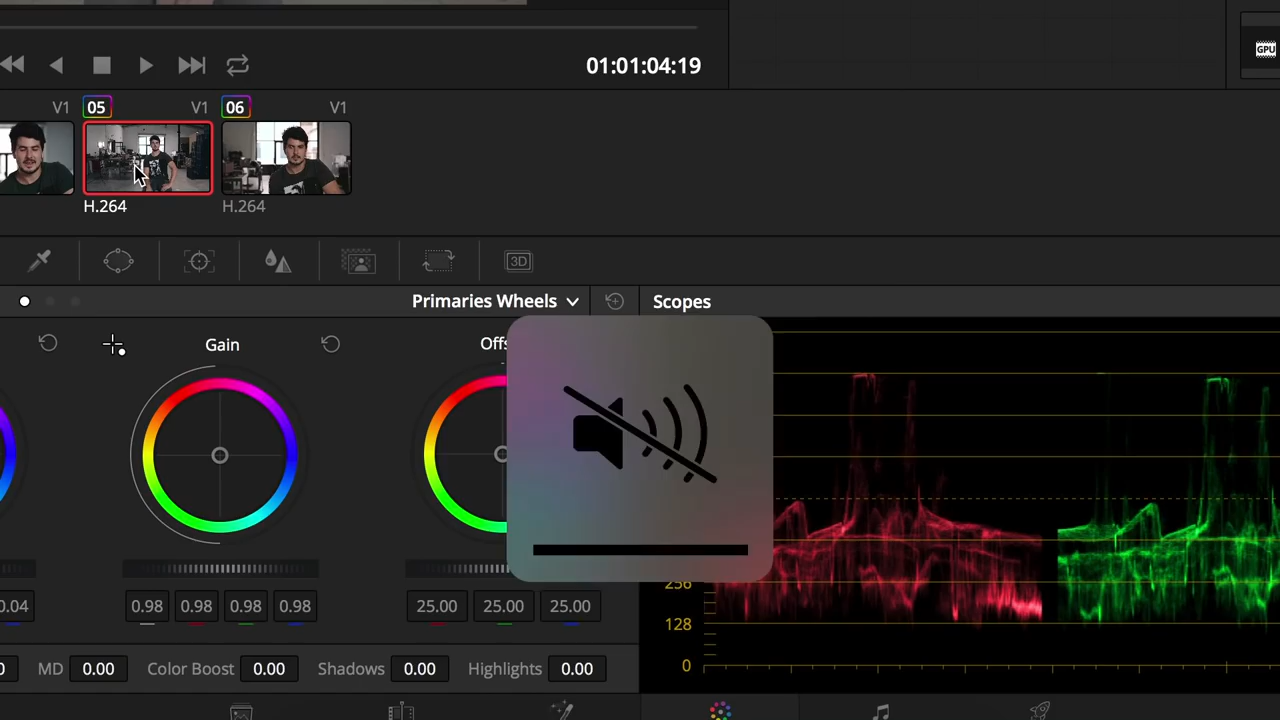 GPU
01:01:04:19
V1
05
V1
06
V1
H.264
H.264
3D
Primaries Wheels
Scopes
Gain
Offs
0.04
0.98
0.98
0.98
0.98
25.00
25.00
25.00
256
128
0
0
MD
0.00
Color Boost
0.00
Shadows
0.00
Highlights
0.00